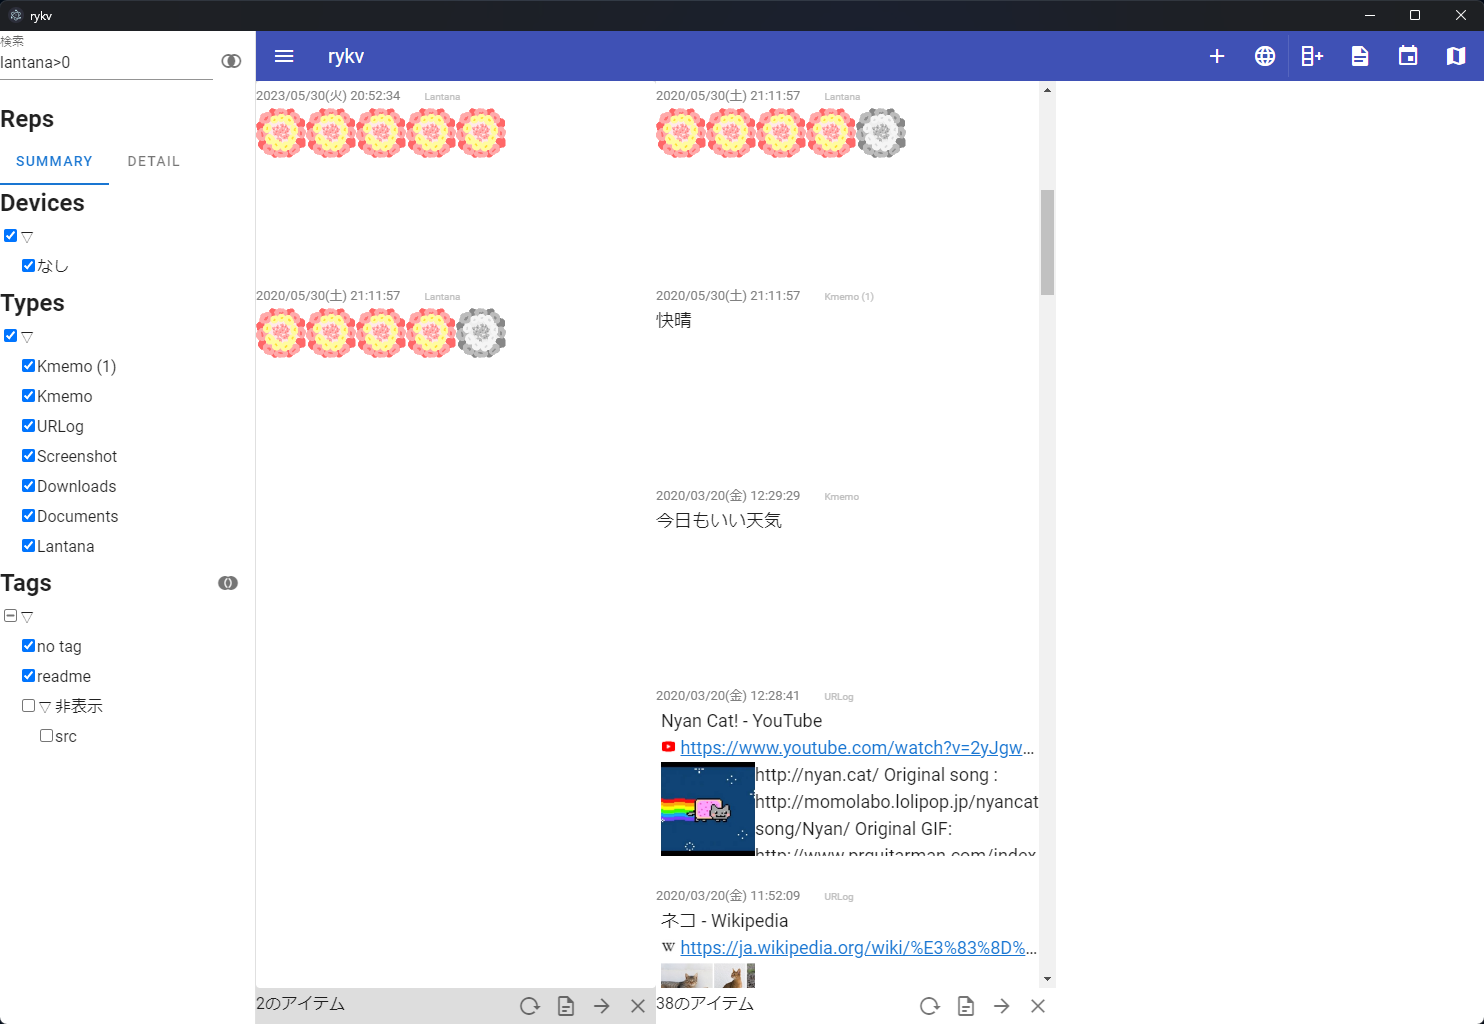 rykv
検索
lantana>0
rykv
Reps
SUMMARY DETAIL
Devices
▽
なし
Types
▽
Kmemo (1)
Kmemo
URLog
Screenshot
Downloads
Documents
Lantana
Tags
▽
no tag
readme
▽ 非表示
src
2023/05/30(火) 20:52:34 Lantana
2020/05/30(土) 21:11:57 Lantana
2のアイテム
2020/05/30(土) 21:11:57 Lantana
2020/05/30(土) 21:11:57 Kmemo (1)
快晴
2020/03/20(金) 12:29:29 Kmemo
今日もいい天気
2020/03/20(金) 12:28:41 URLog
Nyan Cat! - YouTube
https://www.youtube.com/watch?v=2yJgw...
http://nyan.cat/ Original song :
http://momolabo.lolipop.jp/nyancat
song/Nyan/ Original GIF:
http://www.prguitarman.com/index
2020/03/20(金) 11:52:09 URLog
ネコ - Wikipedia
W https://ja.wikipedia.org/wiki/%E3%83%8D%...
38のアイテム